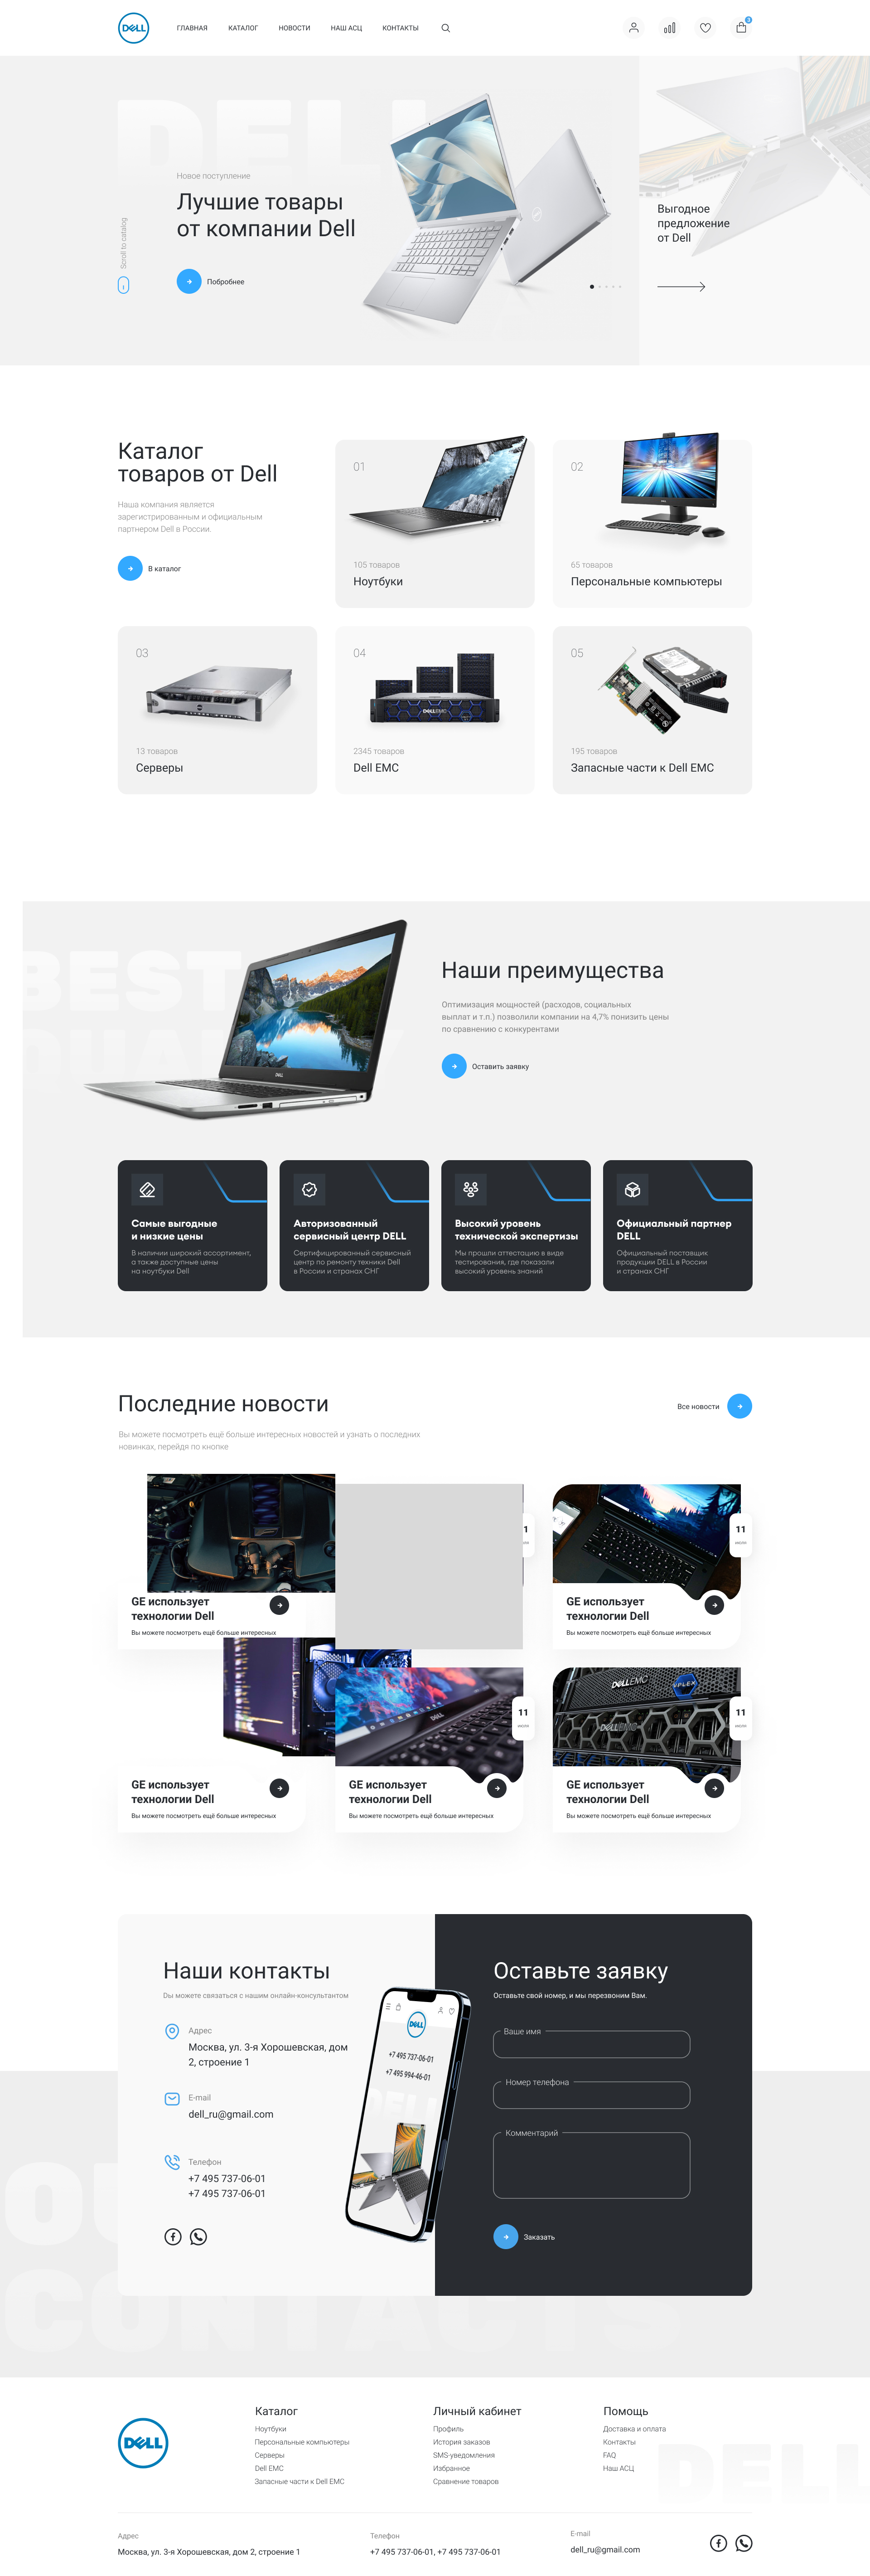 DELL
ГЛАВНАЯ
КАТАЛОГ
НОВОСТИ
НАШ АСЦ
КОНТАКТЫ
3
DELL
Новое поступление
Лучшие товары
от компании Dell
Scroll to catalog
Побробнее
Выгодное
предложение
от Dell
Каталог
товаров от Dell
Наша компания является
зарегистрированным и официальным
партнером Dell в России.
В каталог
01
105 товаров
Ноутбуки
02
65 товаров
Персональные компьютеры
03
13 товаров
Серверы
04
DELLEMC
2345 товаров
Dell EMC
05
195 товаров
Запасные части к Dell EMC
BEST
QUALITY
DELL
Наши преимущества
Оптимизация мощностей (расходов, социальных
выплат и т.п.) позволили компании на 4,7% понизить цены
по сравнению с конкурентами
Оставить заявку
Самые выгодные
и низкие цены
В наличии широкий ассортимент,
а также доступные цены
на ноутбуки Dell
Авторизованный
сервисный центр DELL
Сертифицированный сервисный
центр по ремонту техники Dell
в России и странах СНГ
Высокий уровень
технической экспертизы
Мы прошли аттестацию в виде
тестирования, где показали
высокий уровень знаний
Официальный партнер
DELL
Официальный поставщик
продукции DELL в России
и странах СНГ
Последние новости
Все новости
Вы можете посмотреть ещё больше интересных новостей и узнать о последних
новинках, перейдя по кнопке
GE использует
технологии Dell
Вы можете посмотреть ещё больше интересных
1
11
GE использует
технологии Dell
Вы можете посмотреть ещё больше интересных
GE использует
технологии Dell
Вы можете посмотреть ещё больше интересных
DELL
11
GE использует
технологии Dell
Вы можете посмотреть ещё больше интересных
DELLEMC
VPLEX
DELLEMC
11
GE использует
технологии Dell
Вы можете посмотреть ещё больше интересных
Наши контакты
Dы можете связаться с нашим онлайн-консультантом
Адрес
Москва, ул. 3-я Хорошевская, дом
2, строение 1
E-mail
dell_ru@gmail.com
Телефон
+7 495 737-06-01
+7 495 737-06-01
DELL
+7 495 737-06-01
+7 495 994-46-01
Оставьте заявку
Оставьте свой номер, и мы перезвоним Вам.
Ваше имя
Номер телефона
Комментарий
Заказать
OU
CONTACTS
DELL
Каталог
Ноутбуки
Персональные компьютеры
Серверы
Dell EMC
Запасные части к Dell EMC
Личный кабинет
Профиль
История заказов
SMS-уведомления
Избранное
Сравнение товаров
Помощь
Доставка и оплата
Контакты
FAQ
Наш АСЦ
DELL
Адрес
Москва, ул. 3-я Хорошевская, дом 2, строение 1
Телефон
+7 495 737-06-01, +7 495 737-06-01
E-mail
dell_ru@gmail.com